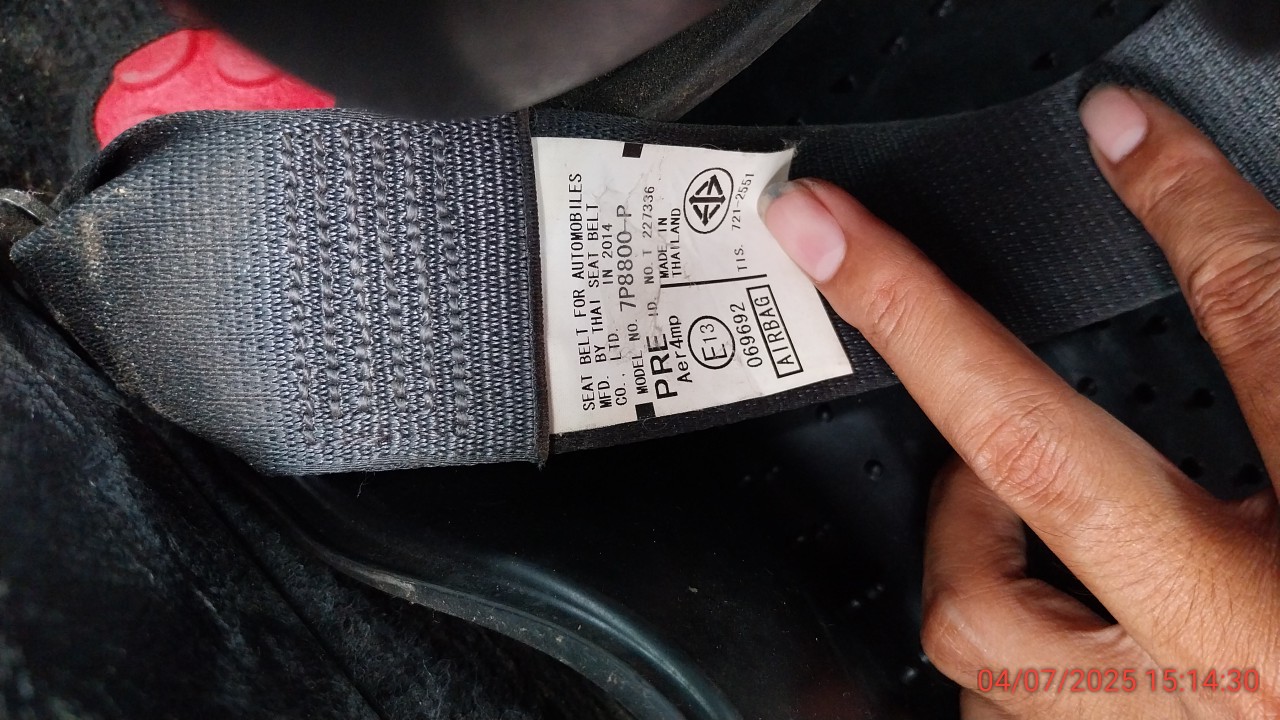 SEAT BELT FOR AUTOMOBILES
MFD. BY THAI SEAT BELT
CO., LTD. IN 2014
MODEL NO. 7P8800-P
ID. NO. T 227336
PRE
Aer4mp
MADE IN
THAILAND
E13
069692
AIRBAG
TIS. 721-2551
04/07/2025 15:14:30